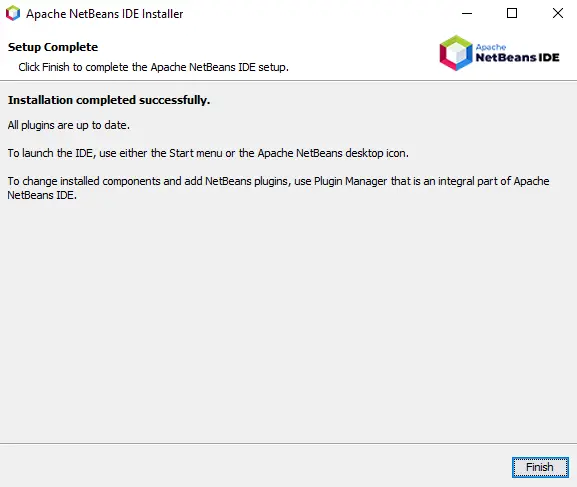 Apache NetBeans IDE Installer
Setup Complete
Click Finish to complete the Apache NetBeans IDE setup.
Apache
NetBeans IDE
Installation completed successfully.
All plugins are up to date.
To launch the IDE, use either the Start menu or the Apache NetBeans desktop icon.
To change installed components and add NetBeans plugins, use Plugin Manager that is an integral part of Apache
NetBeans IDE.
Finish